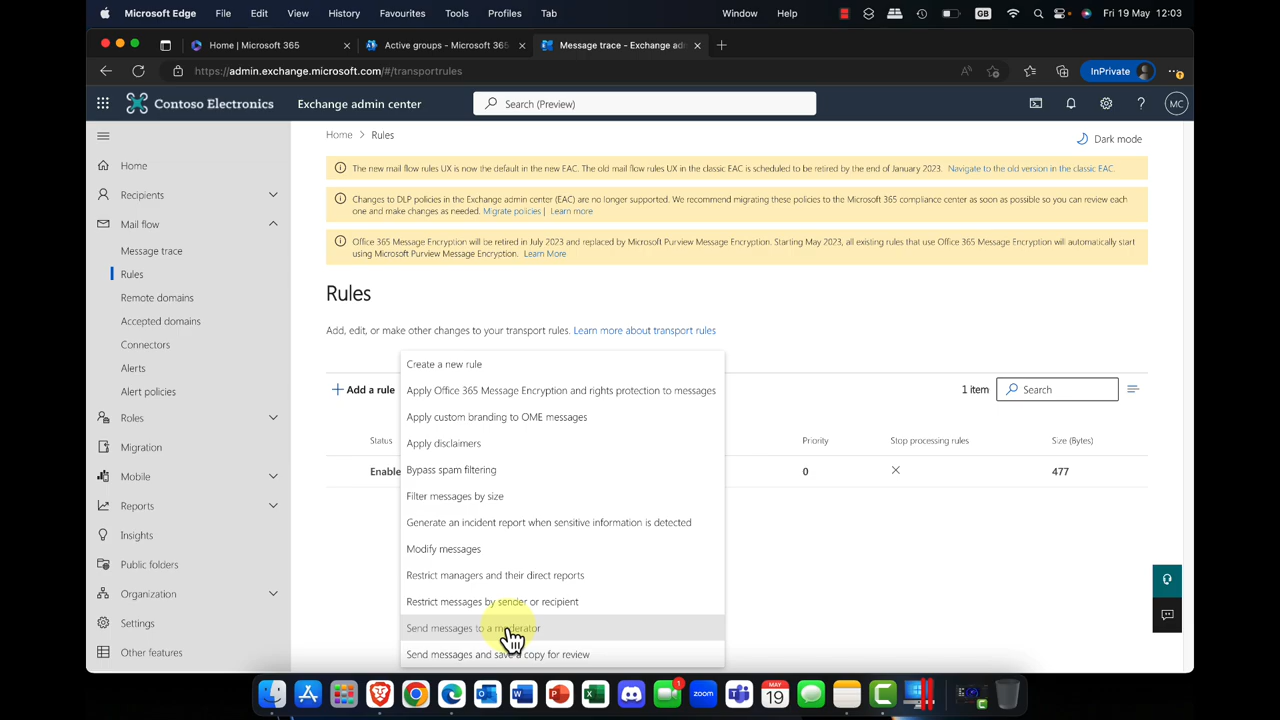 Microsoft Edge File Edit View History Favourites Tools Profiles Tab Window Help GB Fri 19 May 12:03
Home | Microsoft 365
Active groups - Microsoft 365
Message trace - Exchange adm
https://admin.exchange.microsoft.com/#/transportrules
InPrivate
Contoso Electronics
Exchange admin center
Search (Preview)
MC
Home
Recipients
Mail flow
Message trace
Rules
Remote domains
Accepted domains
Connectors
Alerts
Alert policies
Roles
Migration
Mobile
Reports
Insights
Public folders
Organization
Settings
Other features
Home > Rules
Dark mode
The new mail flow rules UX is now the default in the new EAC. The old mail flow rules UX in the classic EAC is scheduled to be retired by the end of January 2023. Navigate to the old version in the classic EAC.
Changes to DLP policies in the Exchange admin center (EAC) are no longer supported. We recommend migrating these policies to the Microsoft 365 compliance center as soon as possible so you can review each
one and make changes as needed. Migrate policies | Learn more
Office 365 Message Encryption will be retired in July 2023 and replaced by Microsoft Purview Message Encryption. Starting May 2023, all existing rules that use Office 365 Message Encryption will automatically start
using Microsoft Purview Message Encryption. Learn More
Rules
Add, edit, or make other changes to your transport rules. Learn more about transport rules
+ Add a rule
1 item
Search
Create a new rule
Apply Office 365 Message Encryption and rights protection to messages
Apply custom branding to OME messages
Apply disclaimers
Bypass spam filtering
Filter messages by size
Generate an incident report when sensitive information is detected
Modify messages
Restrict managers and their direct reports
Restrict messages by sender or recipient
Send messages to a moderator
Send messages and save a copy for review
Status Priority Stop processing rules Size (Bytes)
Enable 0 477
1
zoom
MAY
19